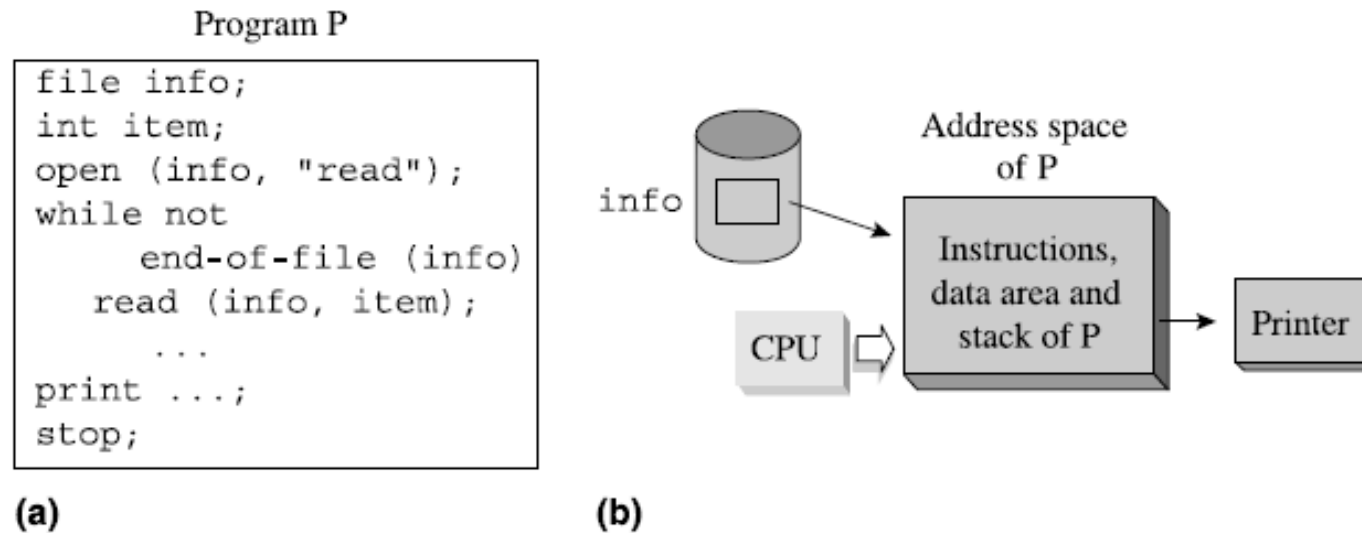 Program P
file info;
int item;
open (info, "read");
while not
end-of-file (info)
read (info, item);
...
print ...;
stop;
(a)
info
CPU
Address space
of P
Instructions,
data area and
stack of P
Printer
(b)